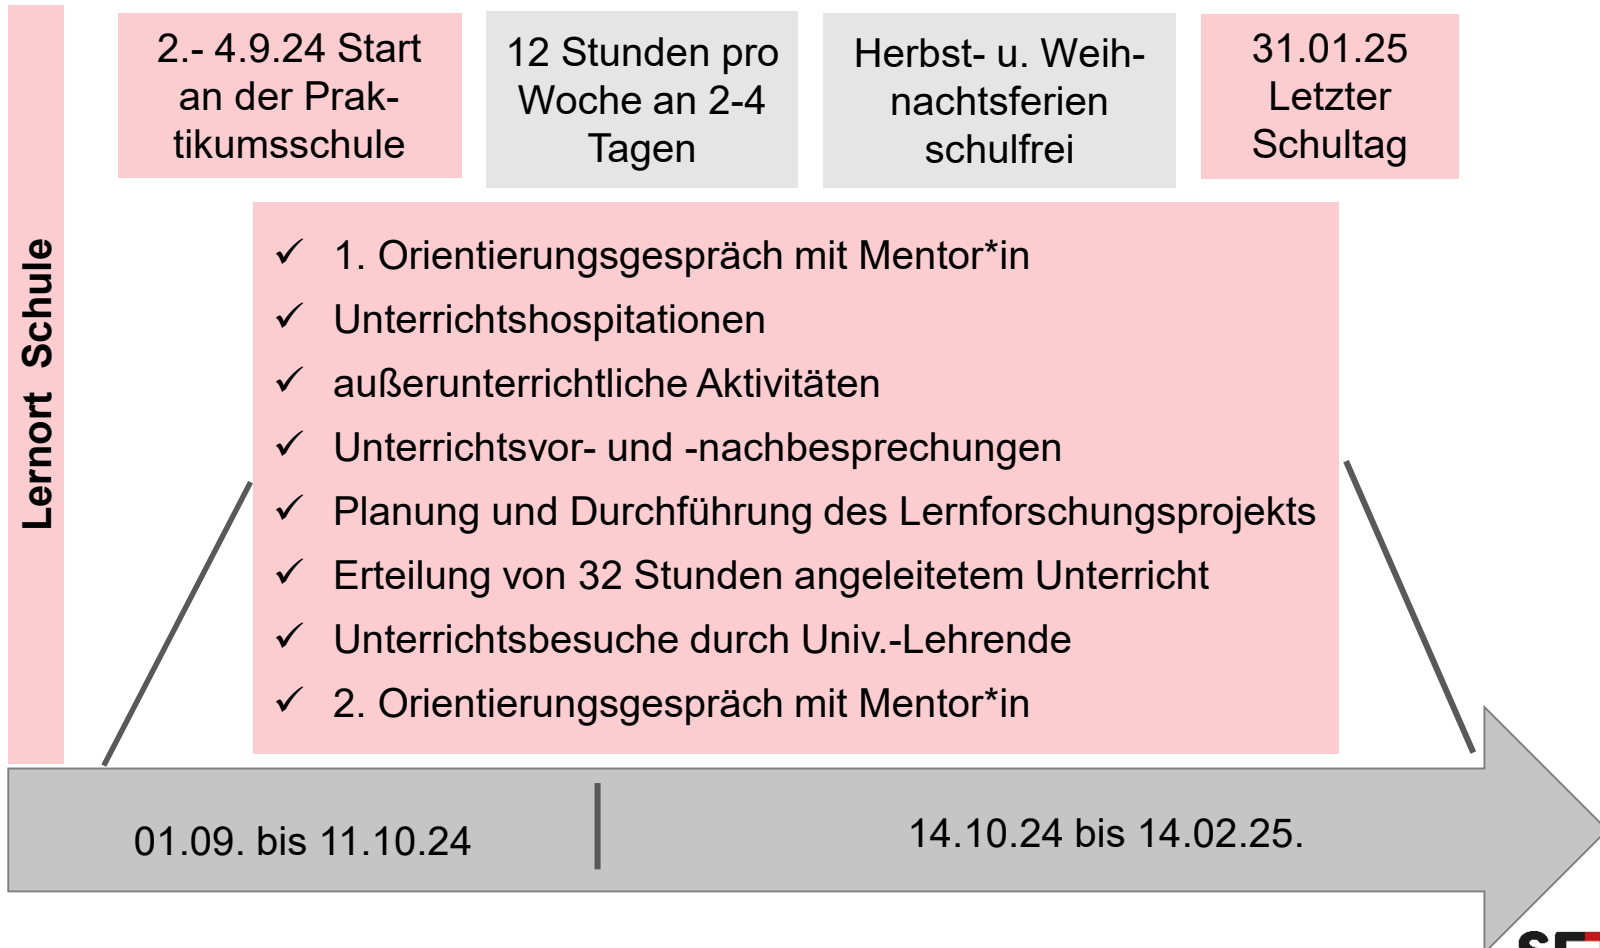 Lernort Schule
2.- 4.9.24 Start
an der Prak-
tikumsschule
12 Stunden pro
Woche an 2-4
Tagen
Herbst- u. Weih-
nachtsferien
schulfrei
31.01.25
Letzter
Schultag
✓ 1. Orientierungsgespräch mit Mentor*in
✓ Unterrichtshospitationen
✓ außerunterrichtliche Aktivitäten
✓ Unterrichtsvor- und -nachbesprechungen
✓ Planung und Durchführung des Lernforschungsprojekts
✓ Erteilung von 32 Stunden angeleitetem Unterricht
✓ Unterrichtsbesuche durch Univ.-Lehrende
✓ 2. Orientierungsgespräch mit Mentor*in
01.09. bis 11.10.24
14.10.24 bis 14.02.25.